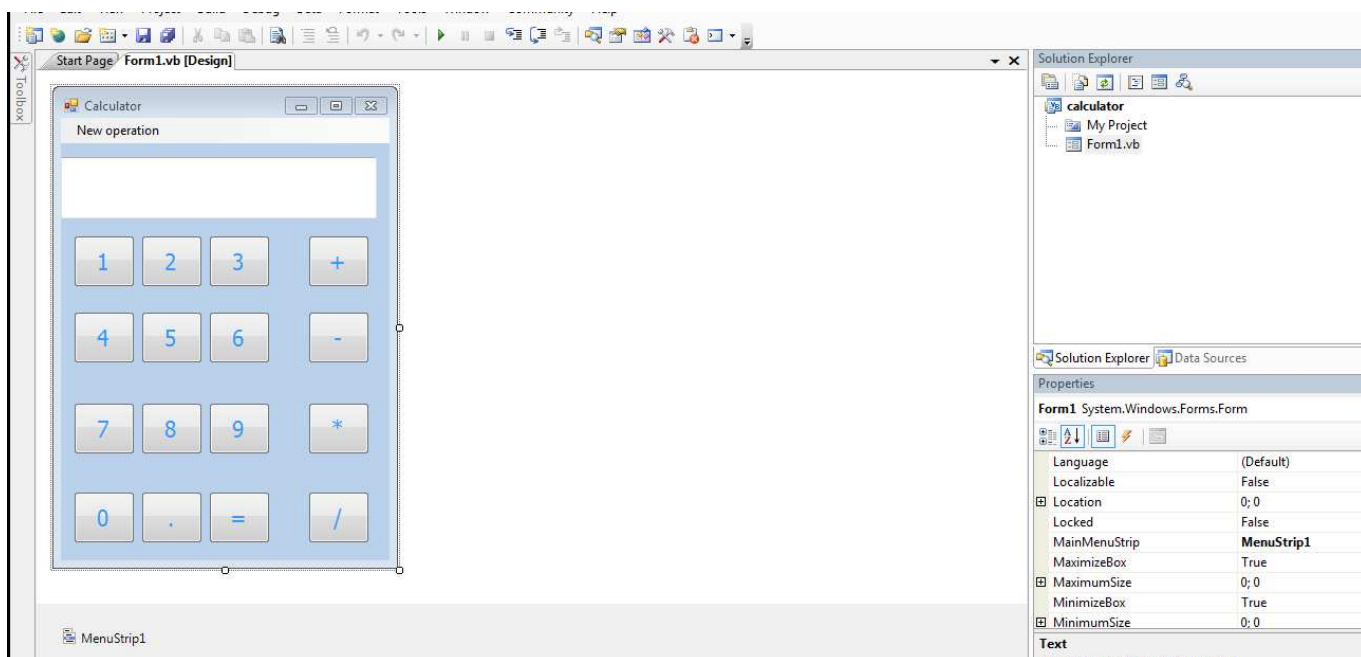 Start Page Form1.vb [Design]
Toolbox
Calculator
New operation
1 2 3 +
4 5 6 -
7 8 9 *
0 . = /
MenuStrip1
Solution Explorer
calculator
My Project
Form1.vb
Solution Explorer Data Sources
Properties
Form1 System.Windows.Forms.Form
Language (Default)
Localizable False
Location 0; 0
Locked False
MainMenuStrip MenuStrip1
MaximizeBox True
MaximumSize 0; 0
MinimizeBox True
MinimumSize 0; 0
Text